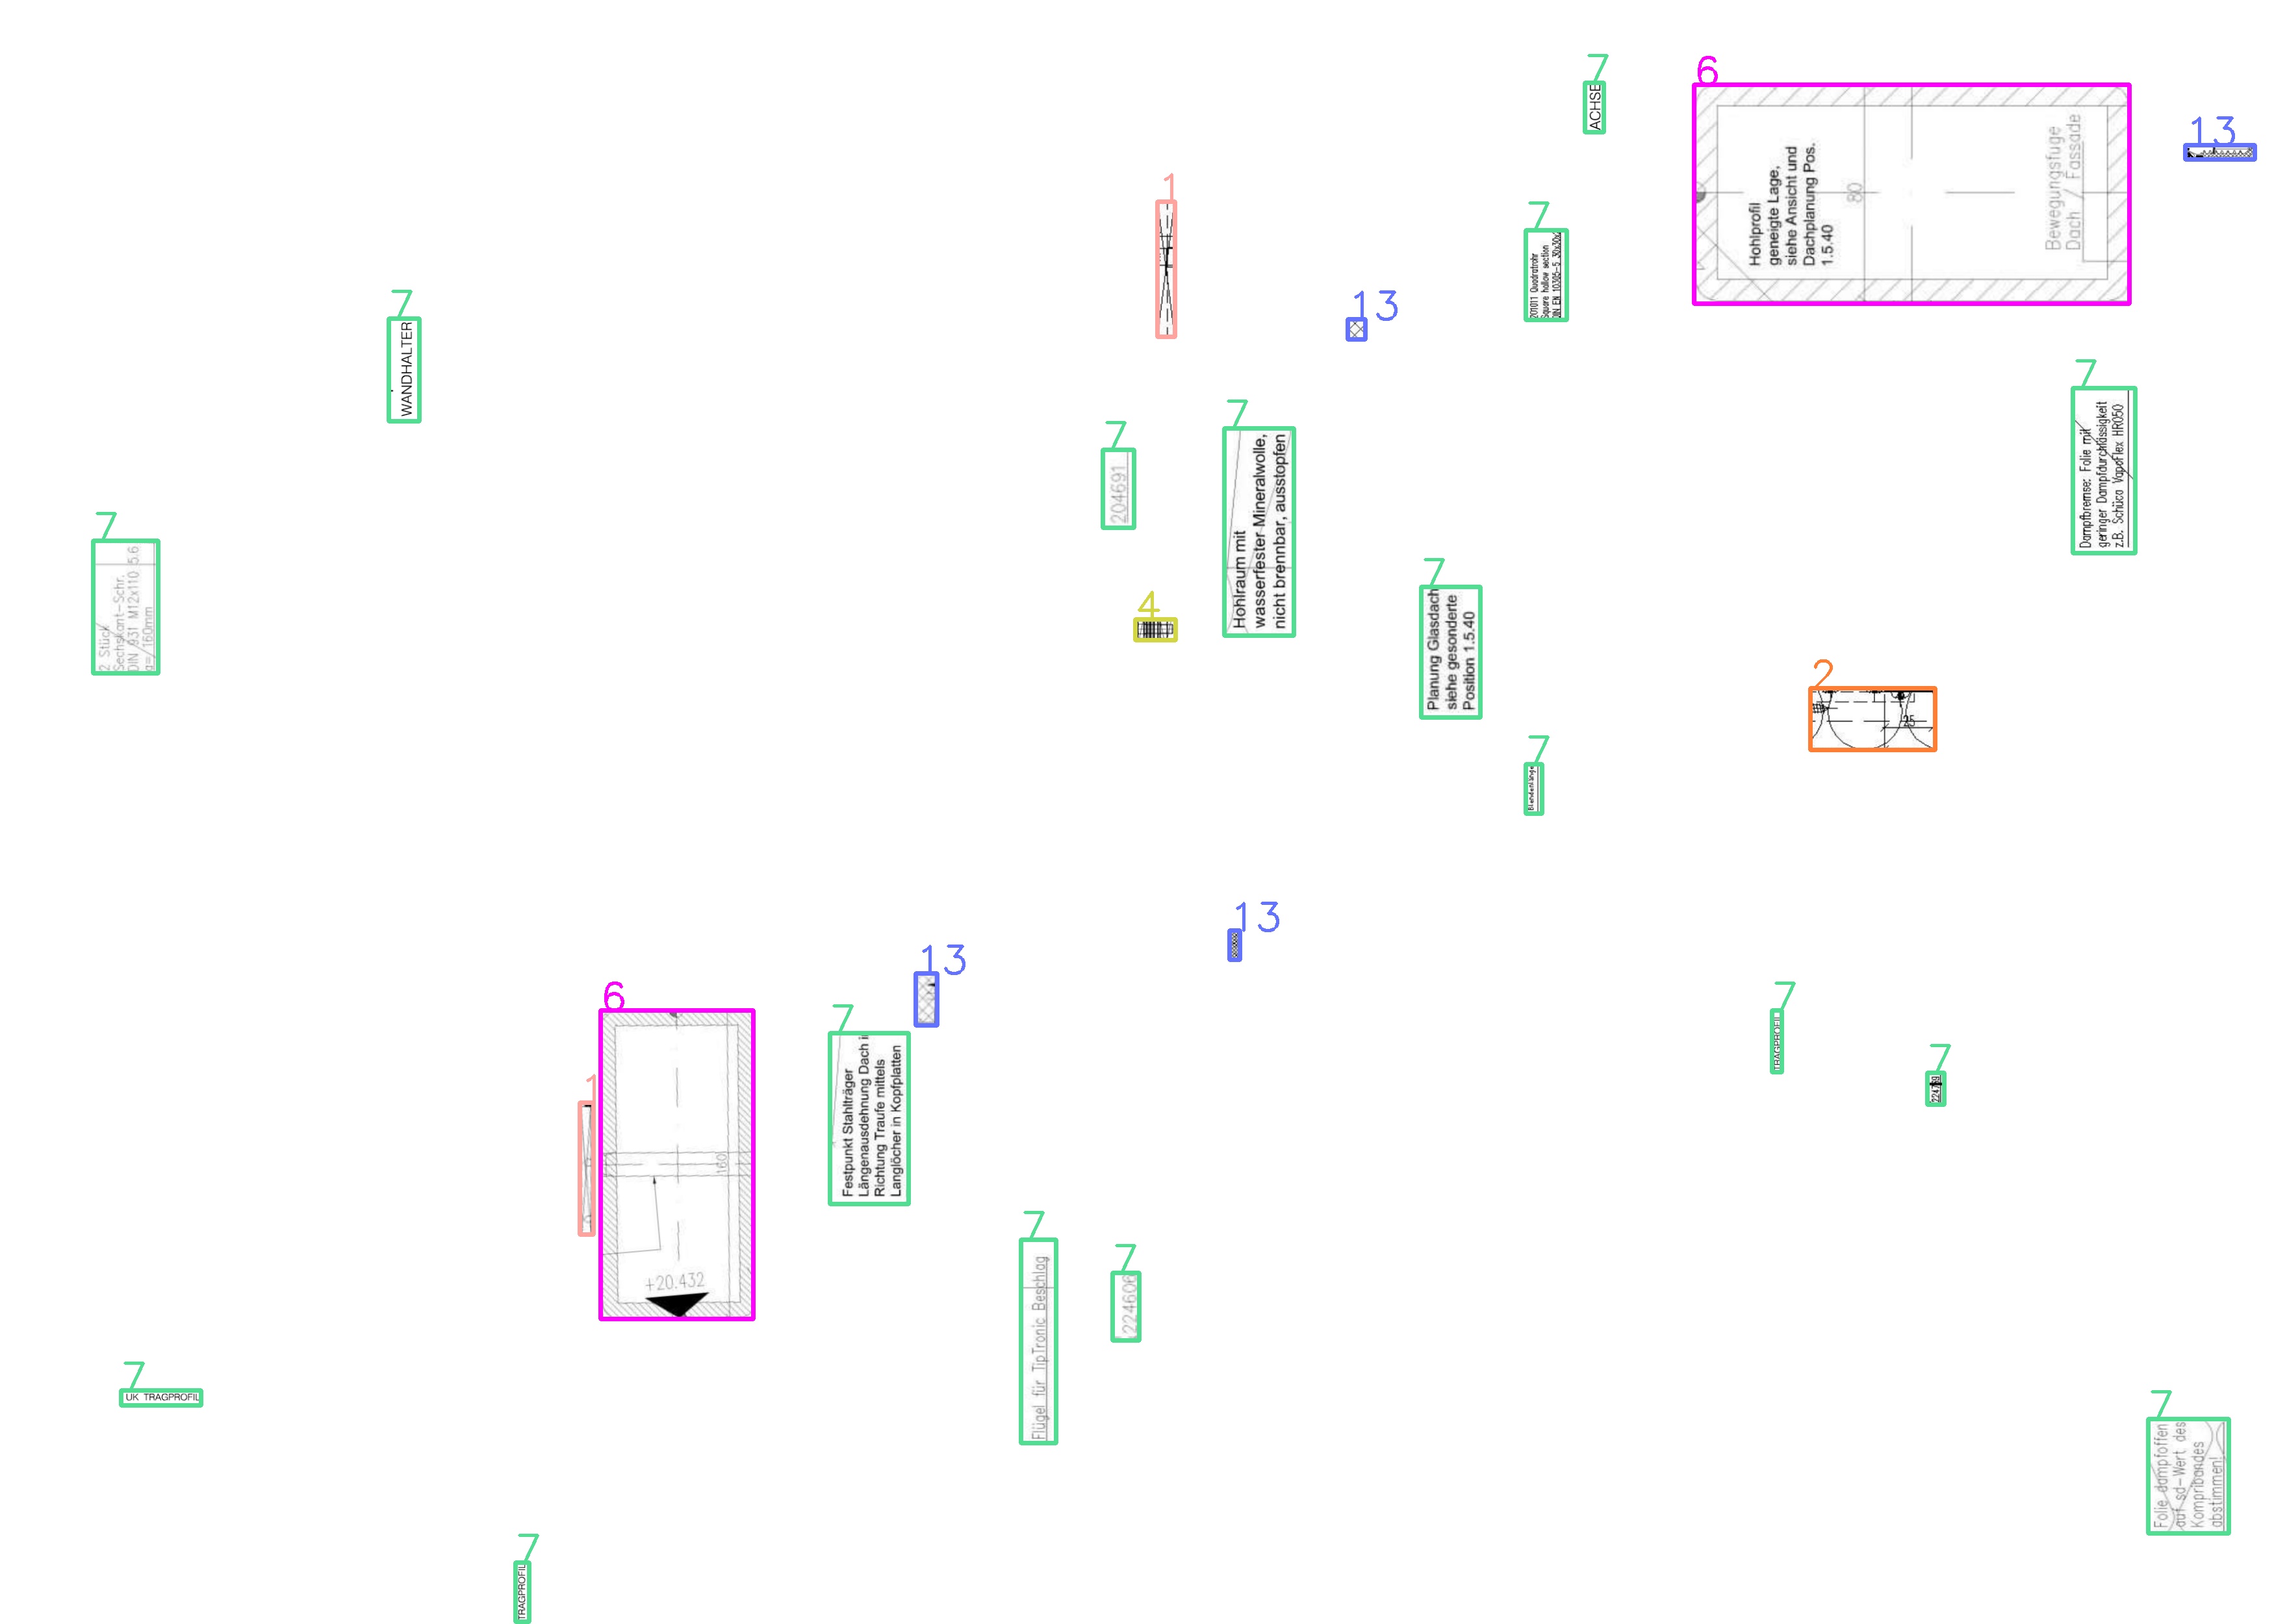 7
ACHSE
6
Hohlprofil
geneigte Lage,
siehe Ansicht und
Dachplanung Pos.
1.5.40
80
Bewegungsfuge
Dach / Fassade
13
1
7
201011 Quadratrohr
Square hollow section
DIN EN 10305-5 30x30x2
13
7
WANDHALTER
7
Dampfbremse: Folie mit
geringer Dampfdurchlässigkeit
z.B. Schüco VapoFlex HR050
7
Hohlraum mit
wasserfester Mineralwolle,
nicht brennbar, ausstopfen
7
204691
7
2 Stück
Sechskant-Schr.
DIN 931 M12x110 5.6
g=/160mm
7
Planung Glasdach
siehe gesonderte
Position 1.5.40
4
2
25
7
Blendenlänge
13
13
6
160
+20.432
7
Festpunkt Stahlträger
Längenausdehnung Dach i
Richtung Traufe mittels
Langlöcher in Kopfplatten
7
TRAGPROFIL
7
1
7
Flügel für TipTronic Beschlag
7
224606
7
UK TRAGPROFIL
7
Folie dampfoffen
auf sd-Wert des
Kompribandes
abstimmen!
7
TRAGPROFIL